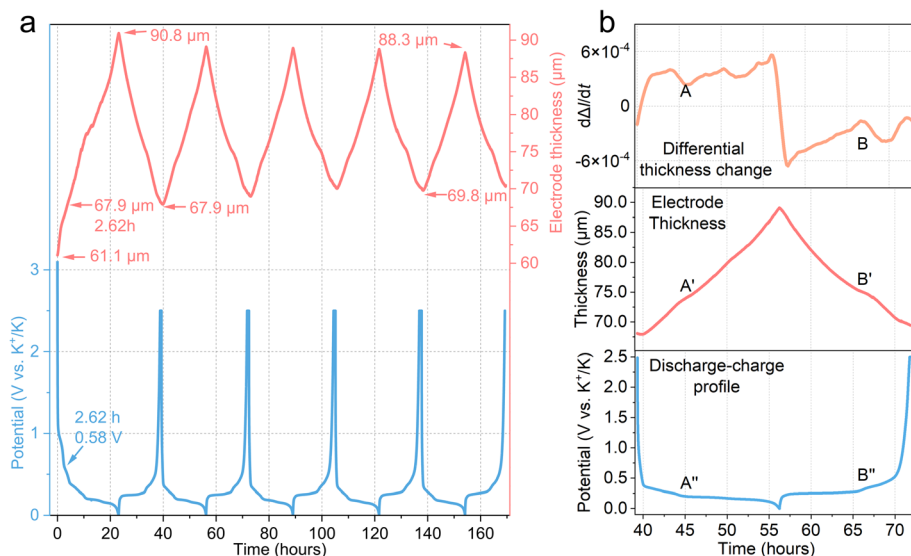 a
90.8 µm
88.3 µm
67.9 µm
2.62h
67.9 µm
69.8 µm
61.1 µm
90
85
80
75
70
65
60
Electrode thickness (µm)
3
2
1
0
Potential (V vs. K⁺/K)
2.62 h
0.58 V
0 20 40 60 80 100 120 140 160
Time (hours)
b
6×10⁻⁴
0
-6×10⁻⁴
dΔl/dt
A
B
Differential
thickness change
Electrode
Thickness
90.0
85.0
80.0
75.0
70.0
Thickness (µm)
A'
B'
Discharge-charge
profile
2.5
2.0
1.5
1.0
0.5
0.0
Potential (V vs. K⁺/K)
A"
B"
40 45 50 55 60 65 70
Time (hours)